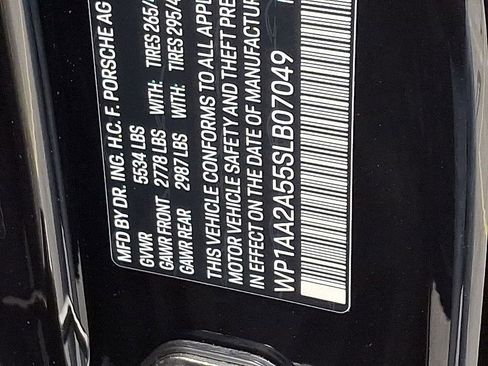 MFD BY DR. ING. H.C. F. PORSCHE AG
GVWR 5534 LBS
GAWR FRONT 2778 LBS WITH: TIRES 265/
GAWR REAR 2987 LBS WITH: TIRES 295/4
THIS VEHICLE CONFORMS TO ALL APPL
MOTOR VEHICLE SAFETY AND THEFT PRE
IN EFFECT ON THE DATE OF MANUFACTUR
WP1AA2A55SLB07049